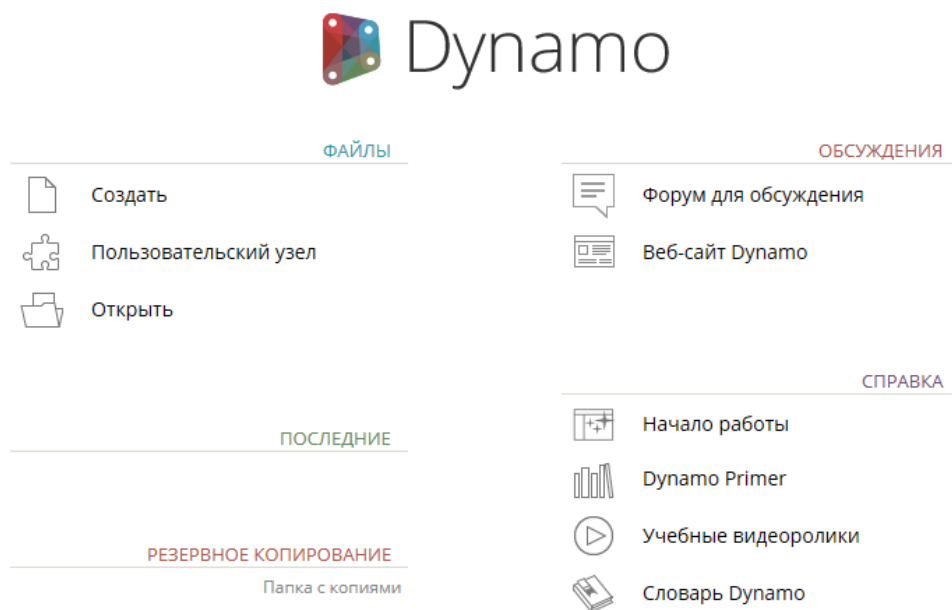 Dynamo
ФАЙЛЫ
Создать
Пользовательский узел
Открыть
ПОСЛЕДНИЕ
РЕЗЕРВНОЕ КОПИРОВАНИЕ
Папка с копиями
ОБСУЖДЕНИЯ
Форум для обсуждения
Веб-сайт Dynamo
СПРАВКА
Начало работы
Dynamo Primer
Учебные видеоролики
Словарь Dynamo